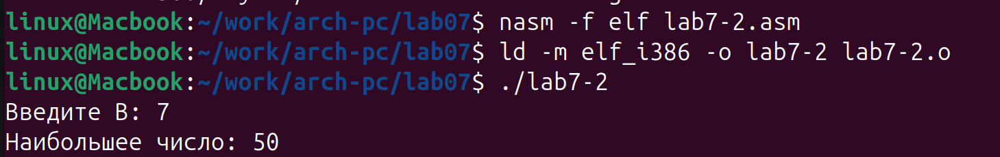 linux@Macbook:~/work/arch-pc/lab07$ nasm -f elf lab7-2.asm
linux@Macbook:~/work/arch-pc/lab07$ ld -m elf_i386 -o lab7-2 lab7-2.o
linux@Macbook:~/work/arch-pc/lab07$ ./lab7-2
Введите B: 7
Наибольшее число: 50